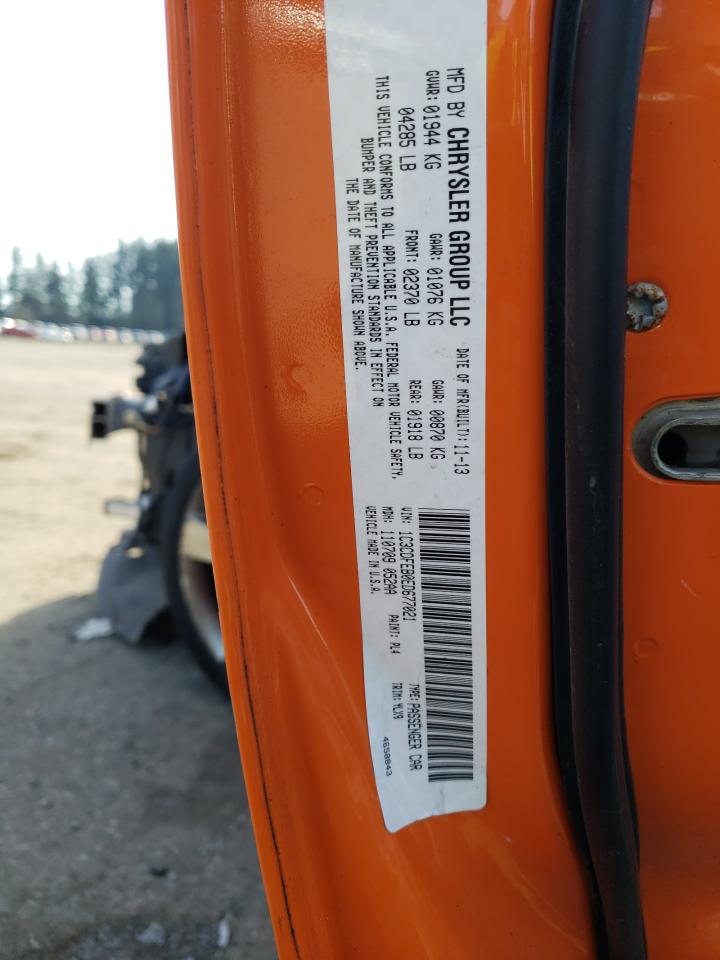 MFD BY CHRYSLER GROUP LLC DATE OF MFR(BUILT): 11-13
GVWR: 01944 KG GAWR: 01076 KG GAWR: 00870 KG
04285 LB FRONT: 02370 LB REAR: 01918 LB
THIS VEHICLE CONFORMS TO ALL APPLICABLE U.S.A. FEDERAL MOTOR VEHICLE SAFETY,
BUMPER AND THEFT PREVENTION STANDARDS IN EFFECT ON
THE DATE OF MANUFACTURE SHOWN ABOVE.
VIN: 1C3CDFEB0ED677021 TYPE: PASSENGER CAR
MDH: 110709 052AA PAINT: PL4 TRIM: YLX9
VEHICLE MADE IN U.S.A. 4658843